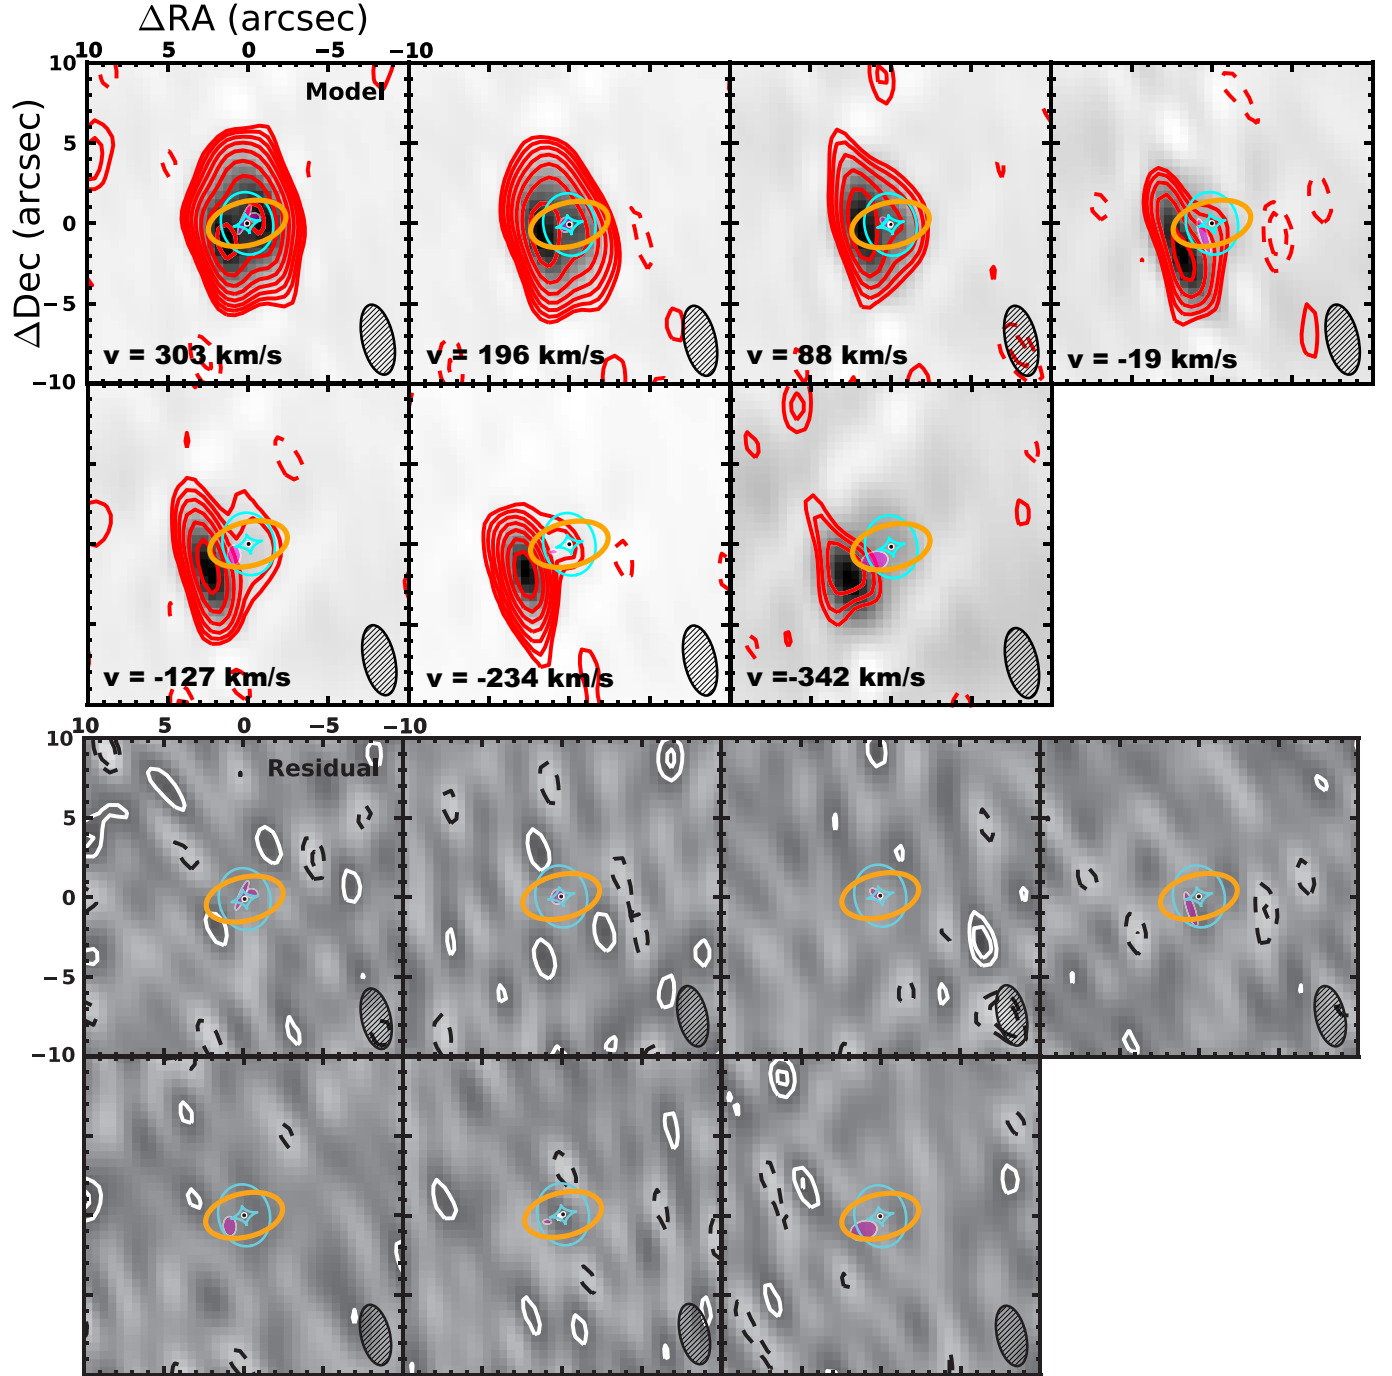 ΔRA (arcsec)
10 5 0 −5 −10
ΔDec (arcsec)
10
5
0
−5
−10
Model
v = 303 km/s
v = 196 km/s
v = 88 km/s
v = -19 km/s
v = -127 km/s
v = -234 km/s
v =-342 km/s
10 5 0 −5 −10
10
5
0
−5
−10
Residual